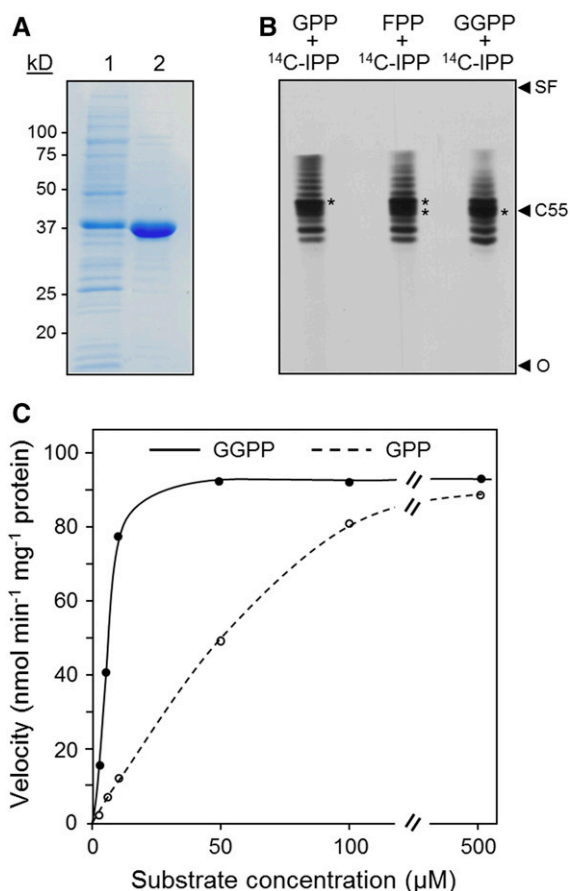 A
kD
1 2
100
75
50
37
25
20
B
GPP FPP GGPP
+ + +
¹⁴C-IPP ¹⁴C-IPP ¹⁴C-IPP
SF
* * *
C55
* *
O
C
GGPP GPP
Velocity (nmol min⁻¹ mg⁻¹ protein)
100
80
60
40
20
0
0 50 100 500
Substrate concentration (µM)